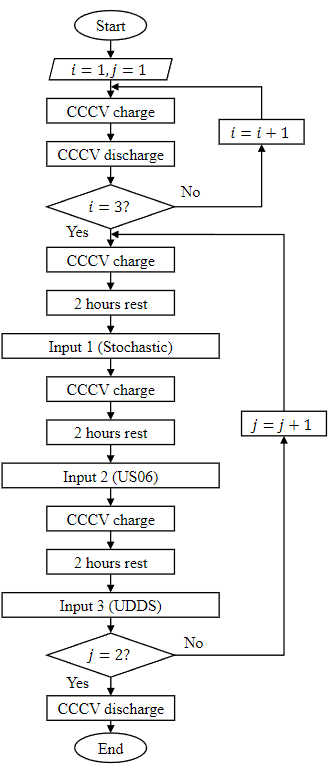 Start
i = 1, j = 1
CCCV charge
i = i + 1
CCCV discharge
No
i = 3?
Yes
CCCV charge
2 hours rest
Input 1 (Stochastic)
CCCV charge
j = j + 1
2 hours rest
Input 2 (US06)
CCCV charge
2 hours rest
Input 3 (UDDS)
No
j = 2?
Yes
CCCV discharge
End